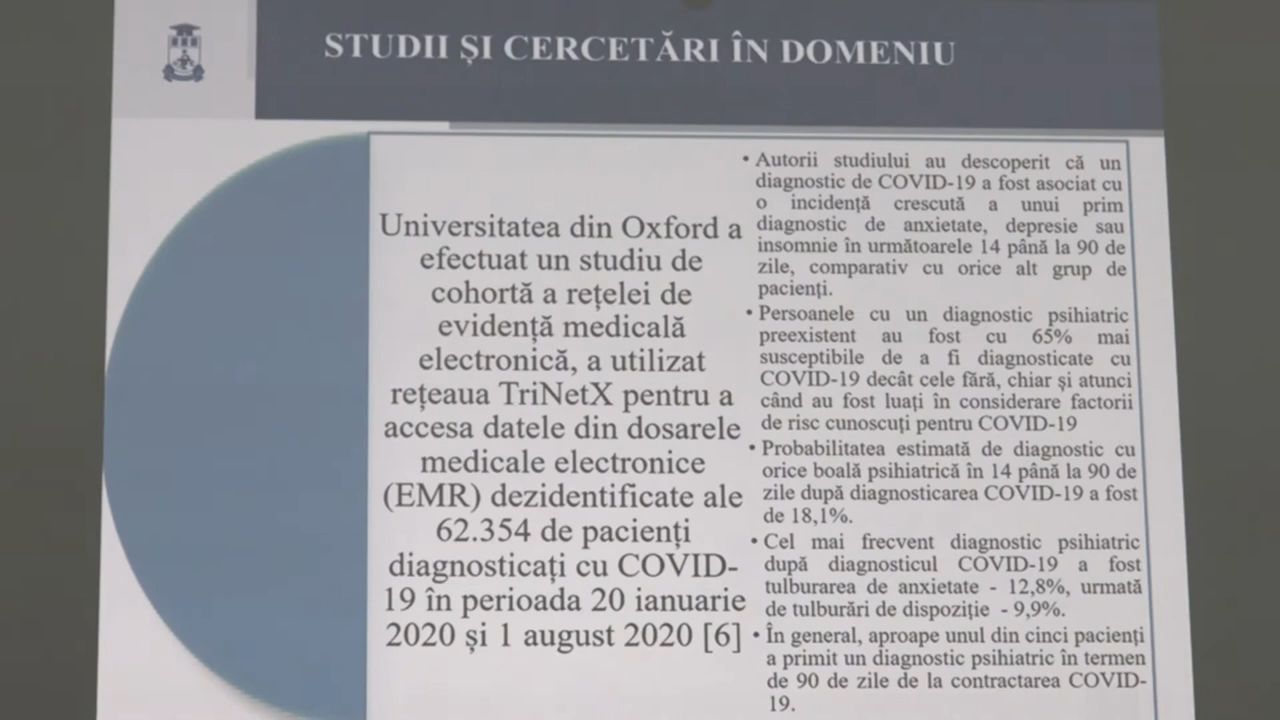 STUDII ȘI CERCETĂRI ÎN DOMENIU
Universitatea din Oxford a
efectuat un studiu de
cohortă a rețelei de
evidență medicală
electronică, a utilizat
rețeaua TriNetX pentru a
accesa datele din dosarele
medicale electronice
(EMR) dezidentificate ale
62.354 de pacienți
diagnosticați cu COVID-
19 în perioada 20 ianuarie
2020 și 1 august 2020 [6]
• Autorii studiului au descoperit că un
diagnostic de COVID-19 a fost asociat cu
o incidență crescută a unui prim
diagnostic de anxietate, depresie sau
insomnie în următoarele 14 până la 90 de
zile, comparativ cu orice alt grup de
pacienți.
• Persoanele cu un diagnostic psihiatric
preexistent au fost cu 65% mai
susceptibile de a fi diagnosticate cu
COVID-19 decât cele fără, chiar și atunci
când au fost luați în considerare factorii
de risc cunoscuți pentru COVID-19
• Probabilitatea estimată de diagnostic cu
orice boală psihiatrică în 14 până la 90 de
zile după diagnosticarea COVID-19 a fost
de 18,1%.
• Cel mai frecvent diagnostic psihiatric
după diagnosticul COVID-19 a fost
tulburarea de anxietate - 12,8%, urmată
de tulburări de dispoziție - 9,9%.
• În general, aproape unul din cinci pacienți
a primit un diagnostic psihiatric în termen
de 90 de zile de la contractarea COVID-
19.